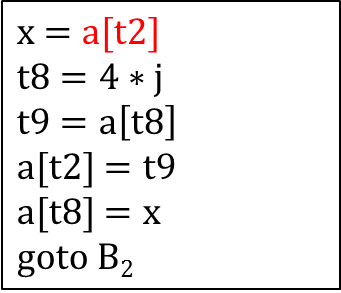 x = a[t2]
t8 = 4 * j
t9 = a[t8]
a[t2] = t9
a[t8] = x
goto B₂